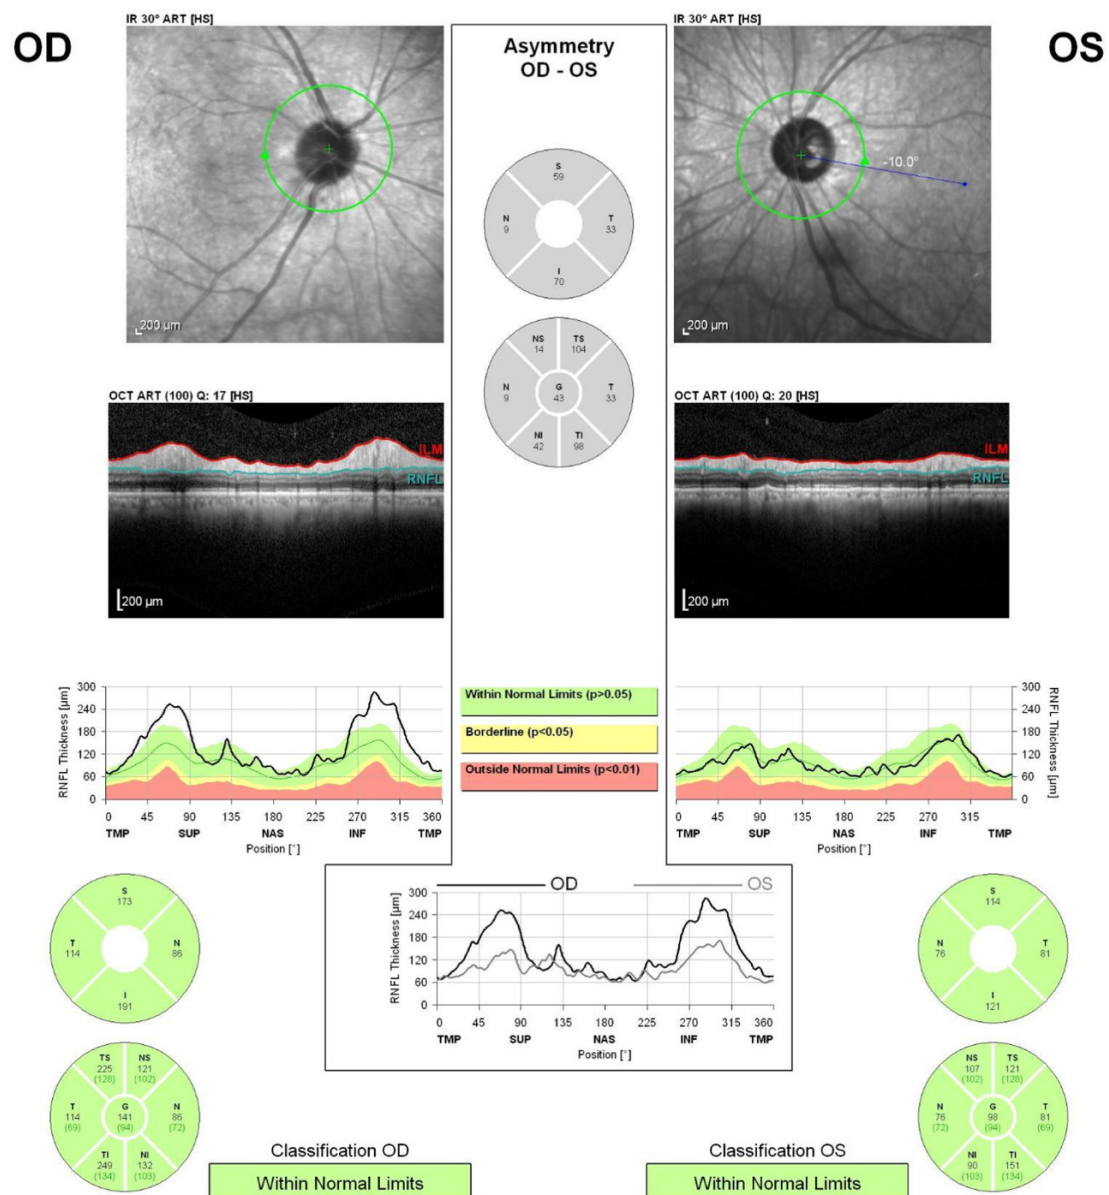 IR 30° ART [HS]
OD
200 µm
Asymmetry
OD - OS
IR 30° ART [HS]
OS
-10.0°
200 µm
S
59
N
9
T
33
I
70
NS
14
TS
104
N
9
G
43
T
33
NI
42
TI
98
OCT ART (100) Q: 17 [HS]
ILM
RNFL
200 µm
OCT ART (100) Q: 20 [HS]
ILM
RNFL
200 µm
RNFL Thickness [µm]
300
240
180
120
60
0
0 45 90 135 180 225 270 315 360
TMP SUP NAS INF TMP
Position [°]
Within Normal Limits (p>0.05)
Borderline (p<0.05)
Outside Normal Limits (p<0.01)
300
240
180
120
60
0
RNFL Thickness [µm]
0 45 90 135 180 225 270 315
TMP SUP NAS INF TMP
Position [°]
S
173
T
114
N
86
I
191
OD OS
RNFL Thickness [µm]
300
240
180
120
60
0
0 45 90 135 180 225 270 315 360
TMP SUP NAS INF TMP
Position [°]
S
114
N
76
T
81
I
121
TS
225
(128)
NS
121
(102)
T
114
(69)
G
141
(94)
N
86
(72)
TI
249
(134)
NI
132
(103)
Classification OD
Within Normal Limits
Classification OS
Within Normal Limits
NS
107
(102)
TS
121
(128)
N
76
(72)
G
98
(94)
T
81
(69)
NI
90
(103)
TI
151
(134)